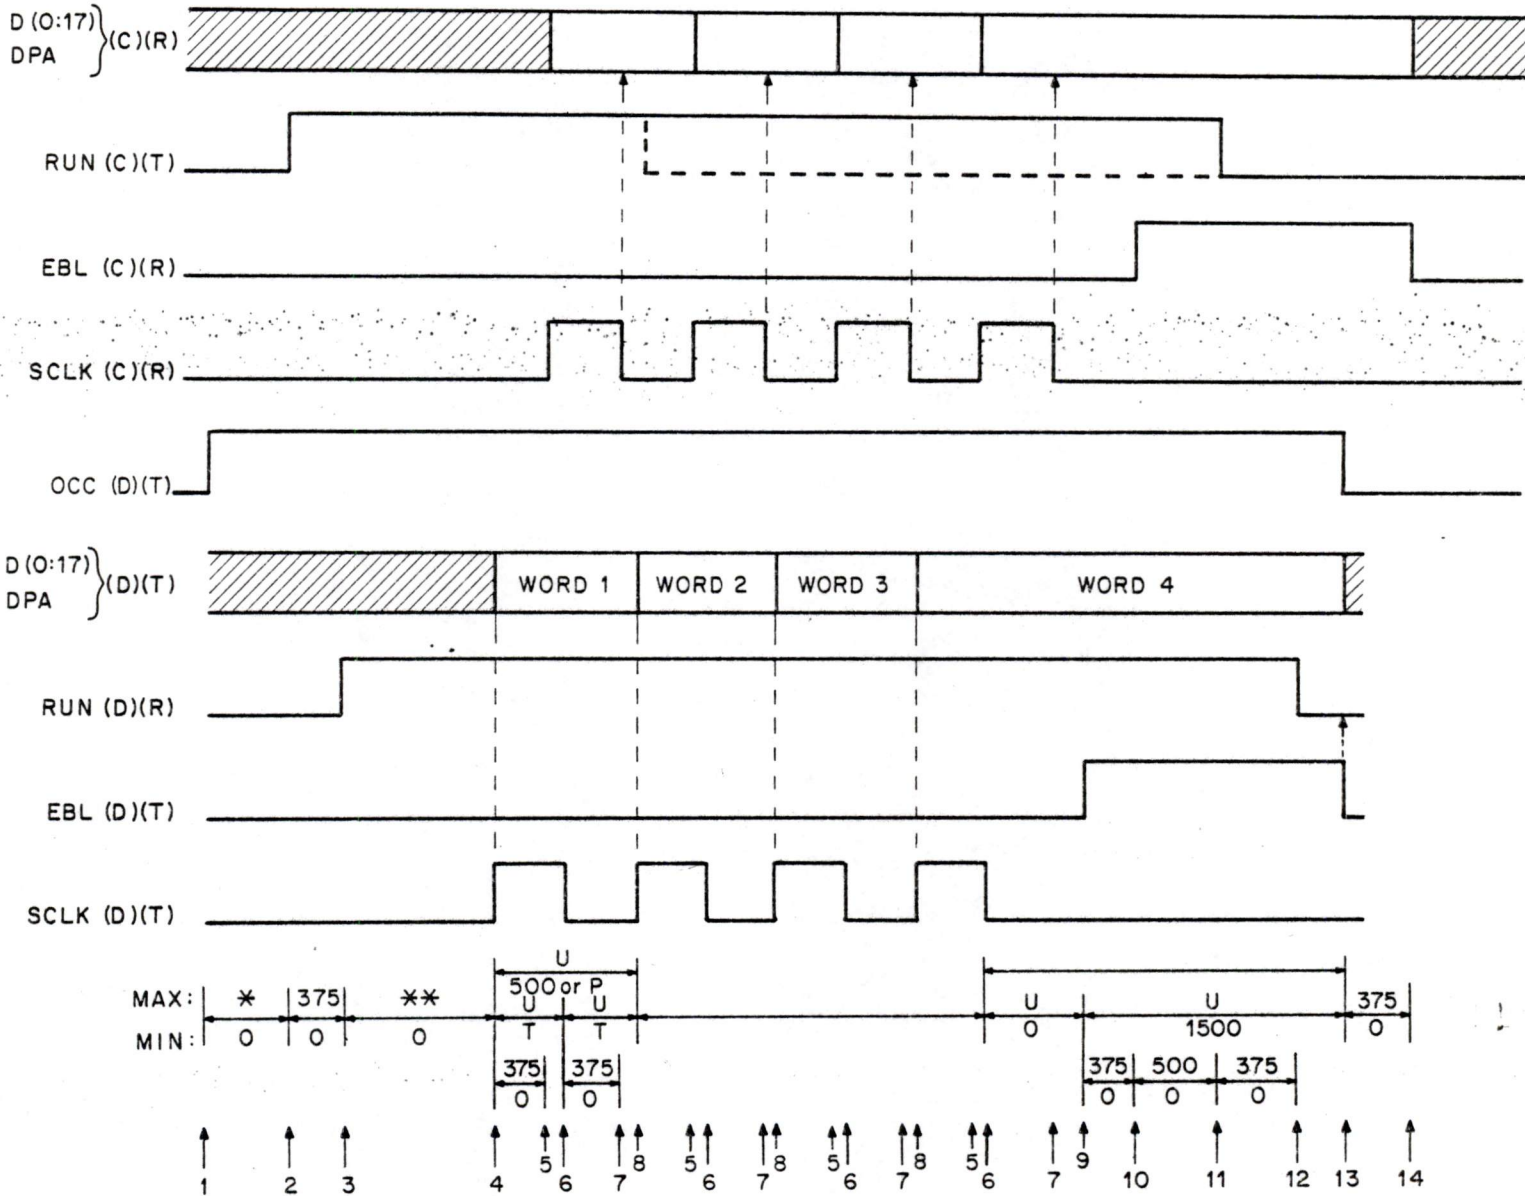 D (0:17)
DPA
(C)(R)
RUN (C)(T)
EBL (C)(R)
SCLK (C)(R)
OCC (D)(T)
D (0:17)
DPA
(D)(T)
WORD 1
WORD 2
WORD 3
WORD 4
RUN (D)(R)
EBL (D)(T)
SCLK (D)(T)
U
500 or P
MAX: * 375 ** U U U U 375
MIN: 0 0 0 T T 0 1500 0
375 375 375 500 375
0 0 0 0 0
1 2 3 4 5 6 7 8 5 6 7 8 5 6 7 8 5 6 7 9 10 11 12 13 14